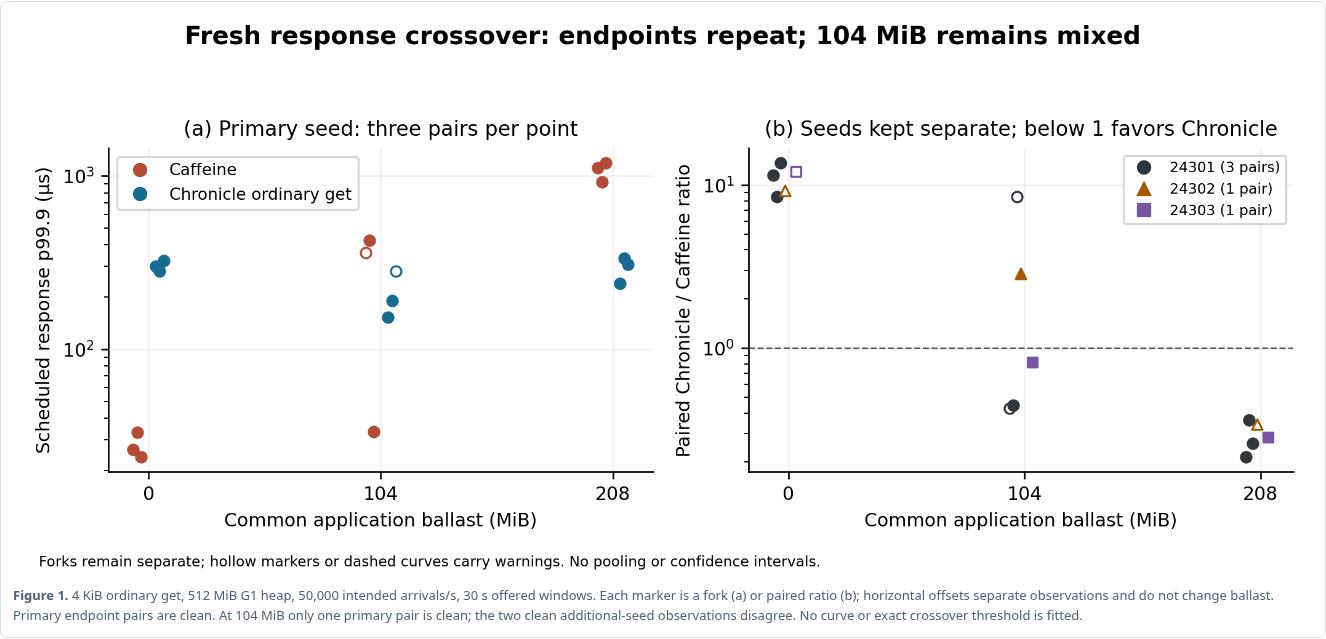 Fresh response crossover: endpoints repeat; 104 MiB remains mixed
(a) Primary seed: three pairs per point
Caffeine
Chronicle ordinary get
Scheduled response p99.9 (µs)
10³
10²
0
104
208
Common application ballast (MiB)
(b) Seeds kept separate; below 1 favors Chronicle
24301 (3 pairs)
24302 (1 pair)
24303 (1 pair)
Paired Chronicle / Caffeine ratio
10¹
10⁰
0
104
208
Common application ballast (MiB)
Forks remain separate; hollow markers or dashed curves carry warnings. No pooling or confidence intervals.
Figure 1. 4 KiB ordinary get, 512 MiB G1 heap, 50,000 intended arrivals/s, 30 s offered windows. Each marker is a fork (a) or paired ratio (b); horizontal offsets separate observations and do not change ballast.
Primary endpoint pairs are clean. At 104 MiB only one primary pair is clean; the two clean additional-seed observations disagree. No curve or exact crossover threshold is fitted.